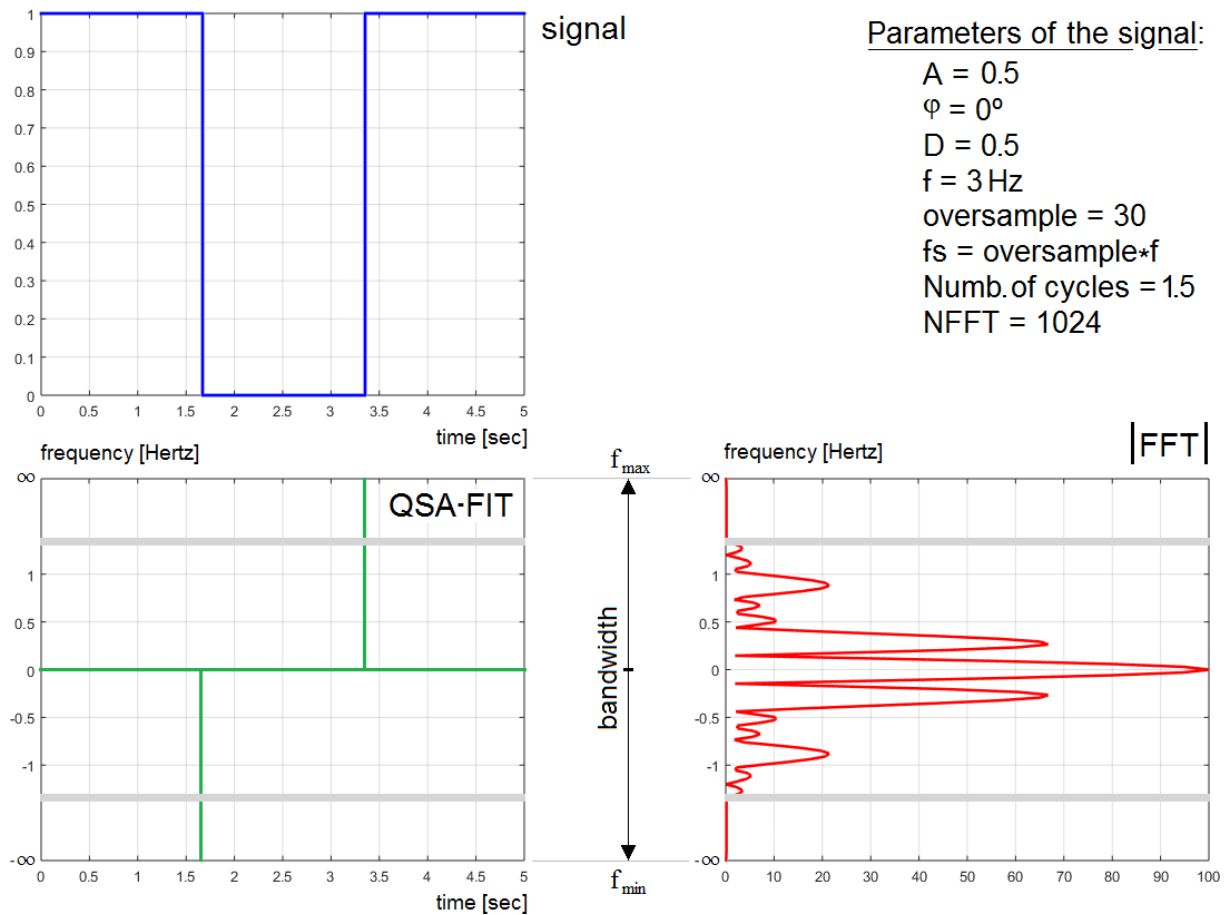 signal
1
0.9
0.8
0.7
0.6
0.5
0.4
0.3
0.2
0.1
0
0 0.5 1 1.5 2 2.5 3 3.5 4 4.5 5
time [sec]
Parameters of the signal:
A = 0.5
φ = 0º
D = 0.5
f = 3 Hz
oversample = 30
fs = oversample*f
Numb. of cycles = 1.5
NFFT = 1024
frequency [Hertz]
QSA-FIT
∞
1
0.5
0
-0.5
-1
-∞
0 0.5 1 1.5 2 2.5 3 3.5 4 4.5 5
time [sec]
fmax
bandwidth
fmin
frequency [Hertz]
|FFT|
∞
1
0.5
0
-0.5
-1
-∞
0 10 20 30 40 50 60 70 80 90 100